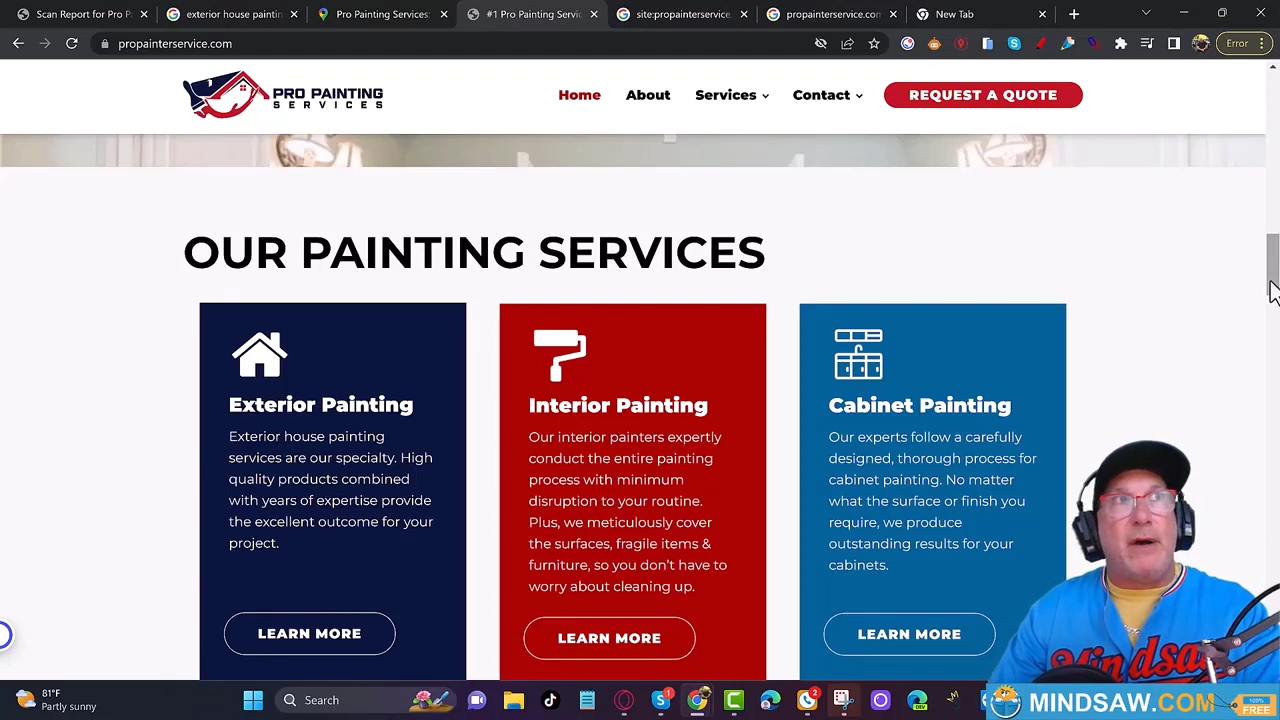 Scan Report for Pro Pa
exterior house paintin
Pro Painting Services:
#1 Pro Painting Servic
site:propainterservice.
propainterservice.com
New Tab
propainterservice.com
Error
PRO PAINTING
SERVICES
Home
About
Services
Contact
REQUEST A QUOTE
OUR PAINTING SERVICES
Exterior Painting
Exterior house painting
services are our specialty. High
quality products combined
with years of expertise provide
the excellent outcome for your
project.
LEARN MORE
Interior Painting
Our interior painters expertly
conduct the entire painting
process with minimum
disruption to your routine.
Plus, we meticulously cover
the surfaces, fragile items &
furniture, so you don't have to
worry about cleaning up.
LEARN MORE
Cabinet Painting
Our experts follow a carefully
designed, thorough process for
cabinet painting. No matter
what the surface or finish you
require, we produce
outstanding results for your
cabinets.
LEARN MORE
Mindsaw
81°F
Partly sunny
Search
1
2
DEV
MINDSAW.COM
100%
FREE